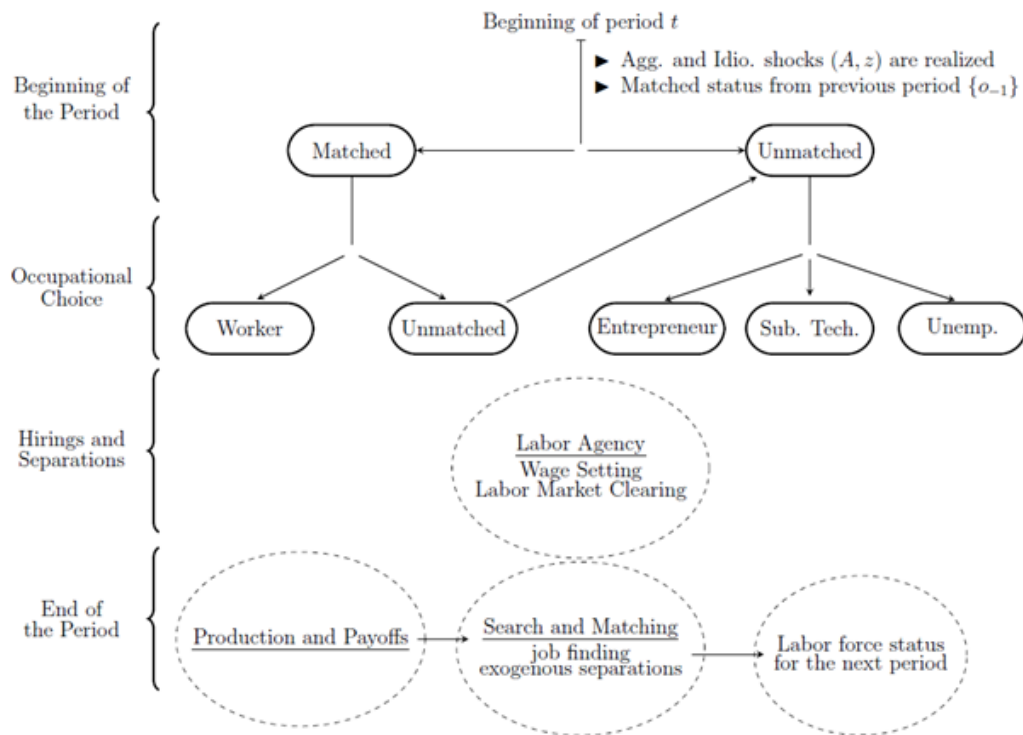 Beginning of period t
► Agg. and Idio. shocks (A, z) are realized
► Matched status from previous period {o₋₁}
Beginning of
the Period
Matched
Unmatched
Occupational
Choice
Worker
Unmatched
Entrepreneur
Sub. Tech.
Unemp.
Hirings and
Separations
Labor Agency
Wage Setting
Labor Market Clearing
End of
the Period
Production and Payoffs
Search and Matching
job finding
exogenous separations
Labor force status
for the next period